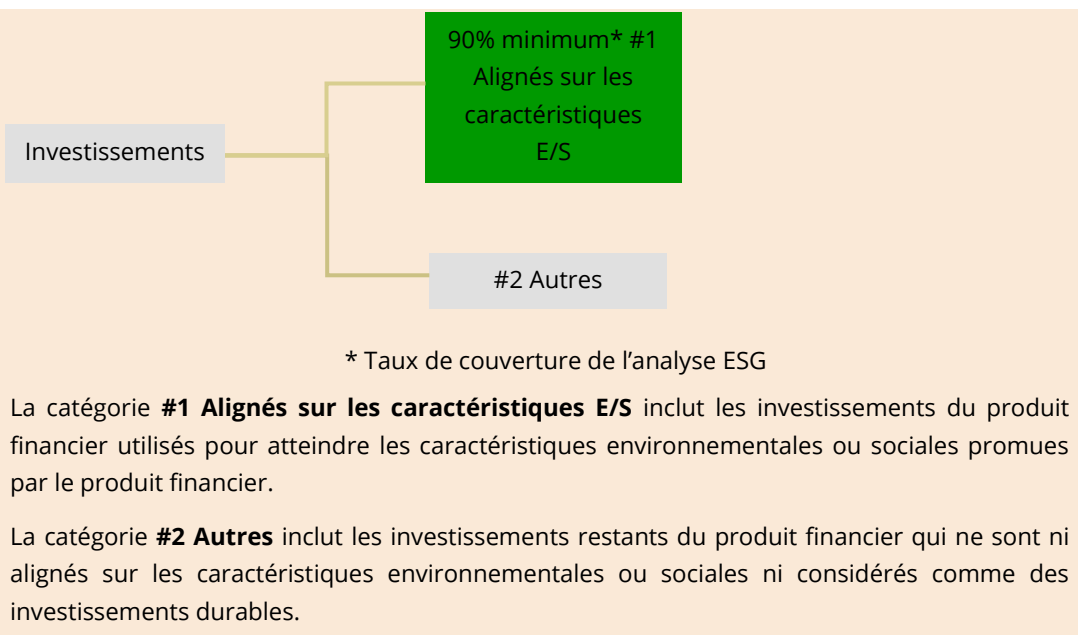 90% minimum* #1
Alignés sur les
caractéristiques
E/S
Investissements
#2 Autres
* Taux de couverture de l’analyse ESG
La catégorie #1 Alignés sur les caractéristiques E/S inclut les investissements du produit
financier utilisés pour atteindre les caractéristiques environnementales ou sociales promues
par le produit financier.
La catégorie #2 Autres inclut les investissements restants du produit financier qui ne sont ni
alignés sur les caractéristiques environnementales ou sociales ni considérés comme des
investissements durables.